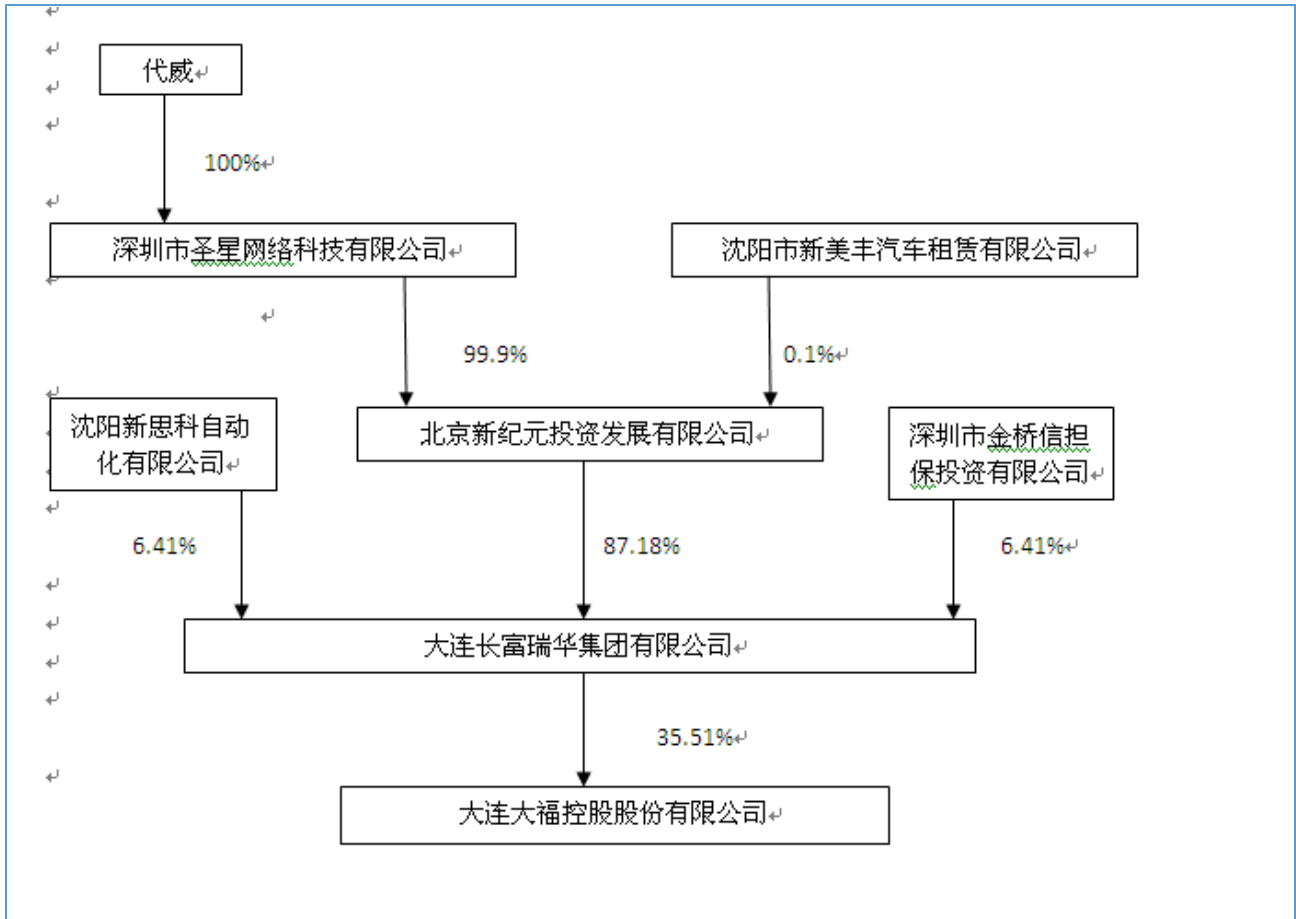 代威
100%
深圳市圣星网络科技有限公司
沈阳市新美丰汽车租赁有限公司
99.9%
0.1%
沈阳新思科自动
化有限公司
北京新纪元投资发展有限公司
深圳市金桥信担
保投资有限公司
6.41%
87.18%
6.41%
大连长富瑞华集团有限公司
35.51%
大连大福控股股份有限公司